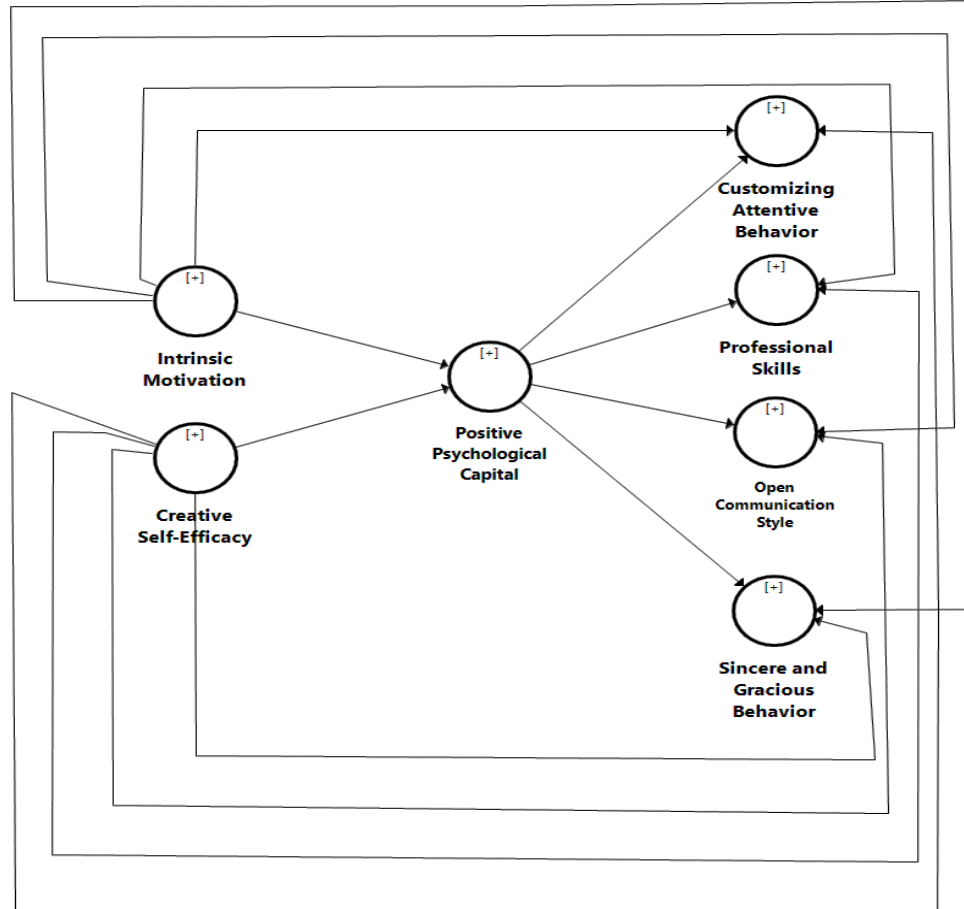 [+]
Customizing
Attentive
Behavior
[+]
Intrinsic
Motivation
[+]
Professional
Skills
[+]
Positive
Psychological
Capital
[+]
Creative
Self-Efficacy
[+]
Open
Communication
Style
[+]
Sincere and
Gracious
Behavior